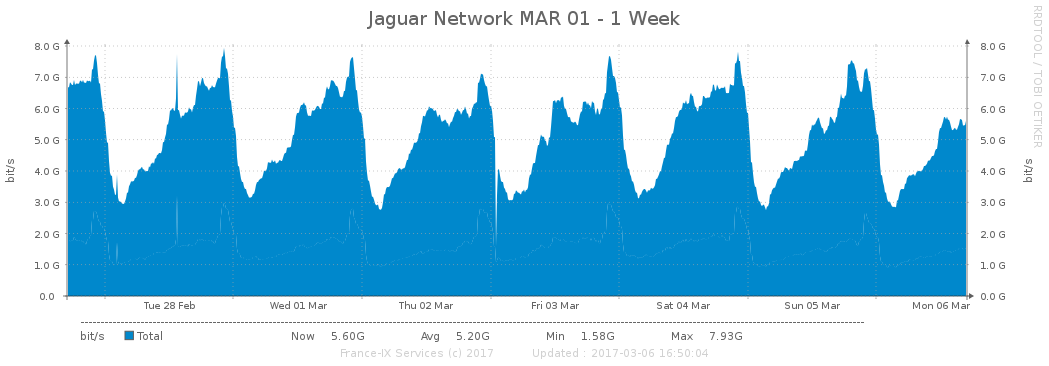 Jaguar Network MAR 01 - 1 Week
RRDTOOL / TOBI OETIKER
bit/s
8.0 G 8.0 G
7.0 G 7.0 G
6.0 G 6.0 G
5.0 G 5.0 G
4.0 G 4.0 G
3.0 G 3.0 G
2.0 G 2.0 G
1.0 G 1.0 G
0.0 0.0 G
bit/s
Tue 28 Feb Wed 01 Mar Thu 02 Mar Fri 03 Mar Sat 04 Mar Sun 05 Mar Mon 06 Mar
bit/s Total Now 5.60G Avg 5.20G Min 1.58G Max 7.93G
France-IX Services (c) 2017 Updated : 2017-03-06 16:50:04